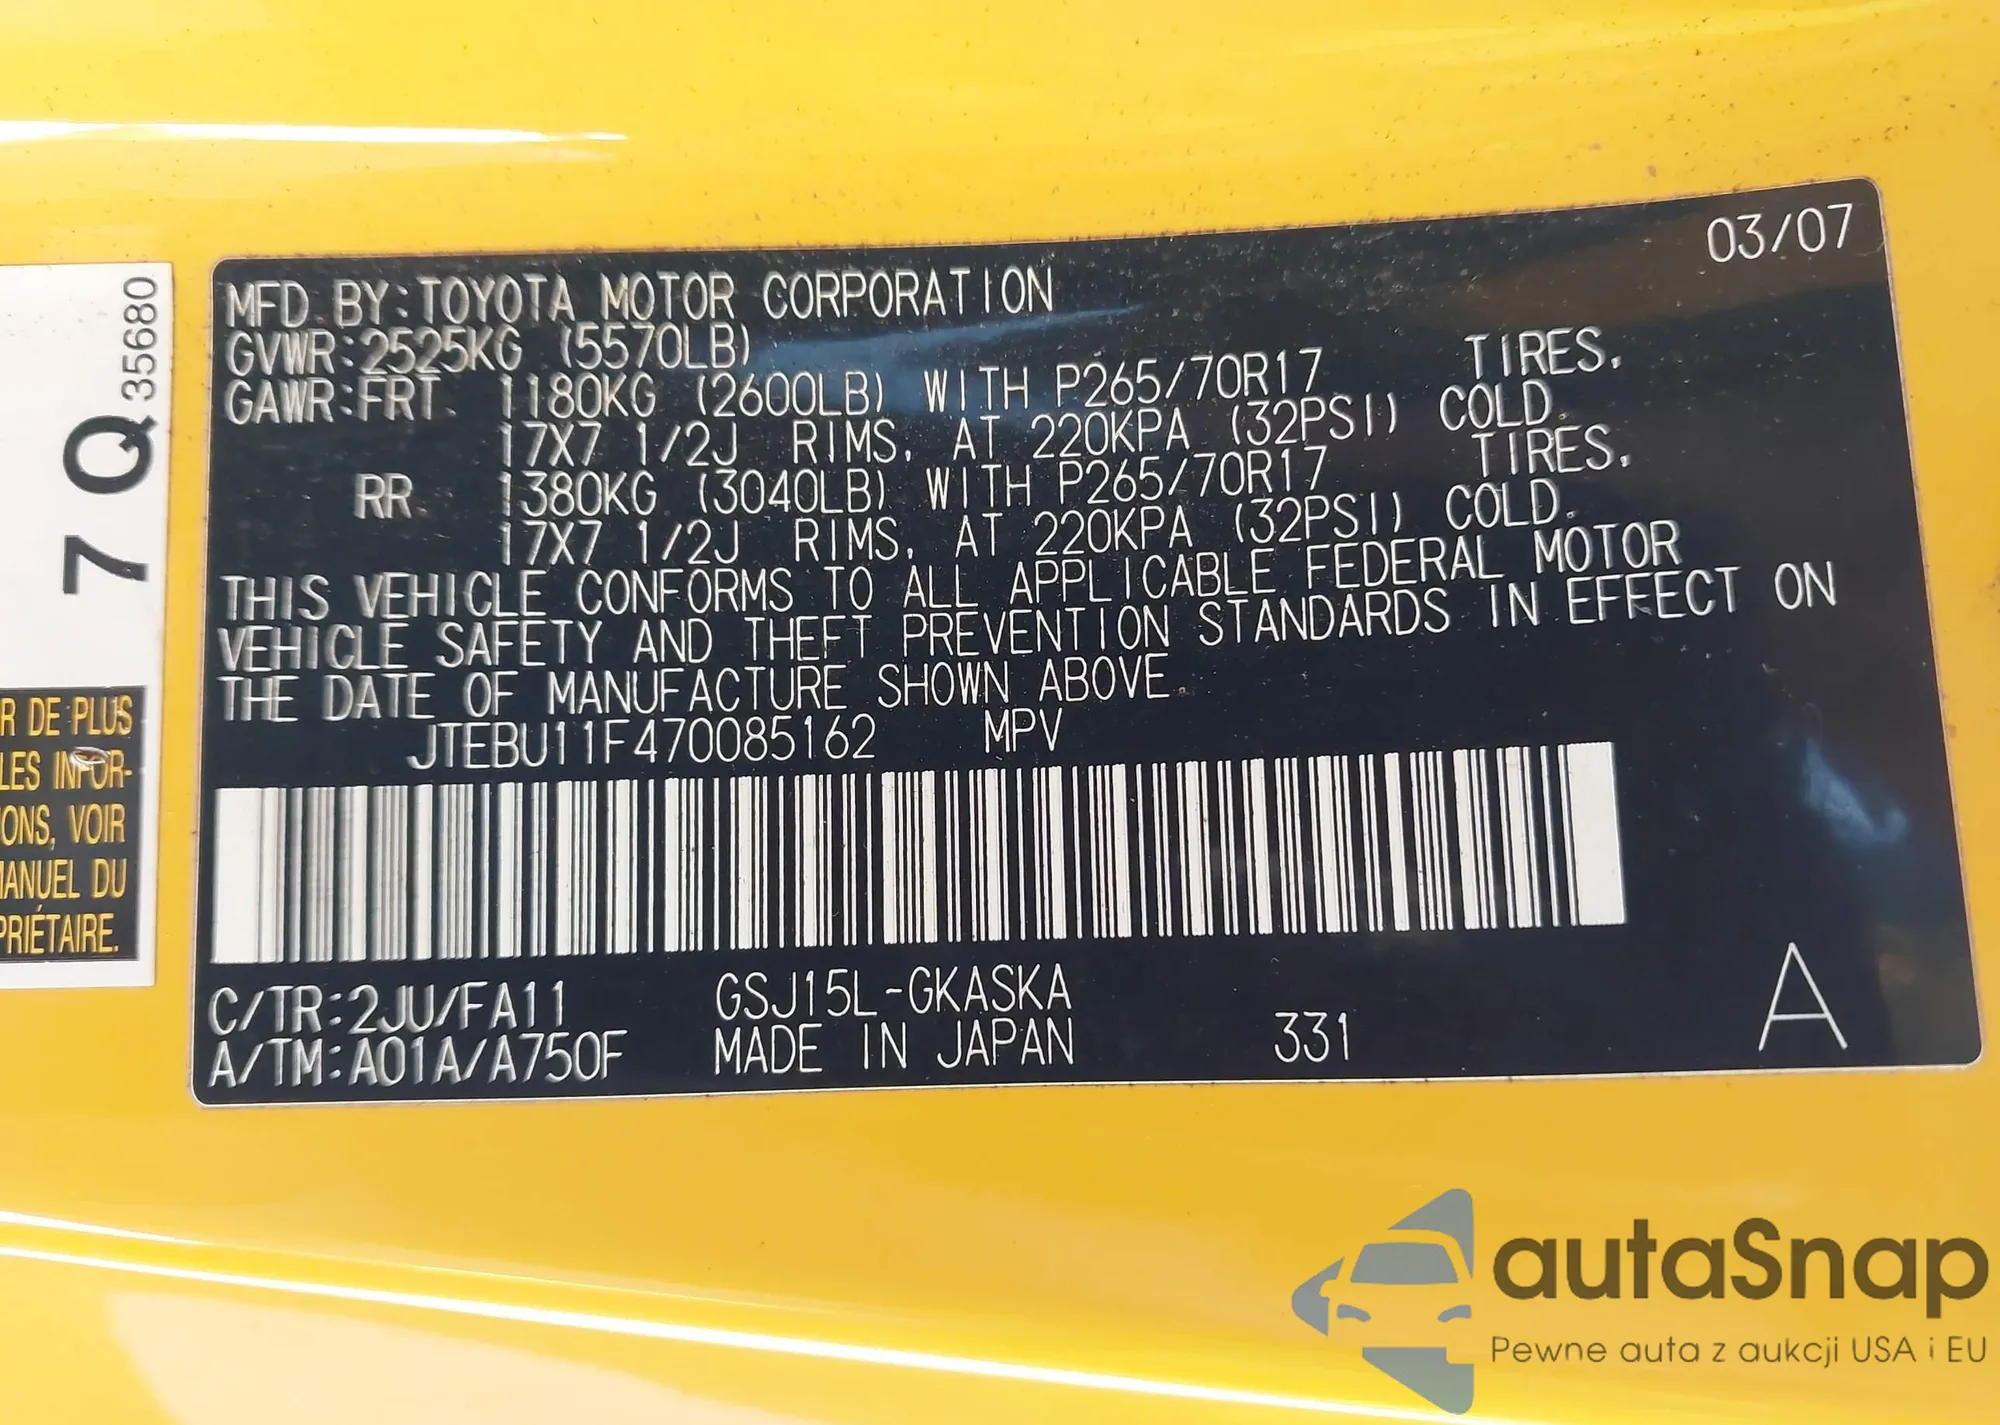 03/07
MFD. BY:TOYOTA MOTOR CORPORATION
GVWR:2525KG (5570LB)
GAWR:FRT. 1180KG (2600LB) WITH P265/70R17 TIRES,
17X7 1/2J RIMS, AT 220KPA (32PSI) COLD.
RR. 1380KG (3040LB) WITH P265/70R17 TIRES,
17X7 1/2J RIMS, AT 220KPA (32PSI) COLD.
THIS VEHICLE CONFORMS TO ALL APPLICABLE FEDERAL MOTOR
VEHICLE SAFETY AND THEFT PREVENTION STANDARDS IN EFFECT ON
THE DATE OF MANUFACTURE SHOWN ABOVE.
JTEBU11F470085162 MPV
C/TR:2JU/FA11 GSJ15L-GKASKA
A/TM:A01A/A750F MADE IN JAPAN 331 A
7 Q 35680
R DE PLUS
LES INFOR-
ONS, VOIR
MANUEL DU
PRIÉTAIRE.
autaSnap
Pewne auta z aukcji USA i EU